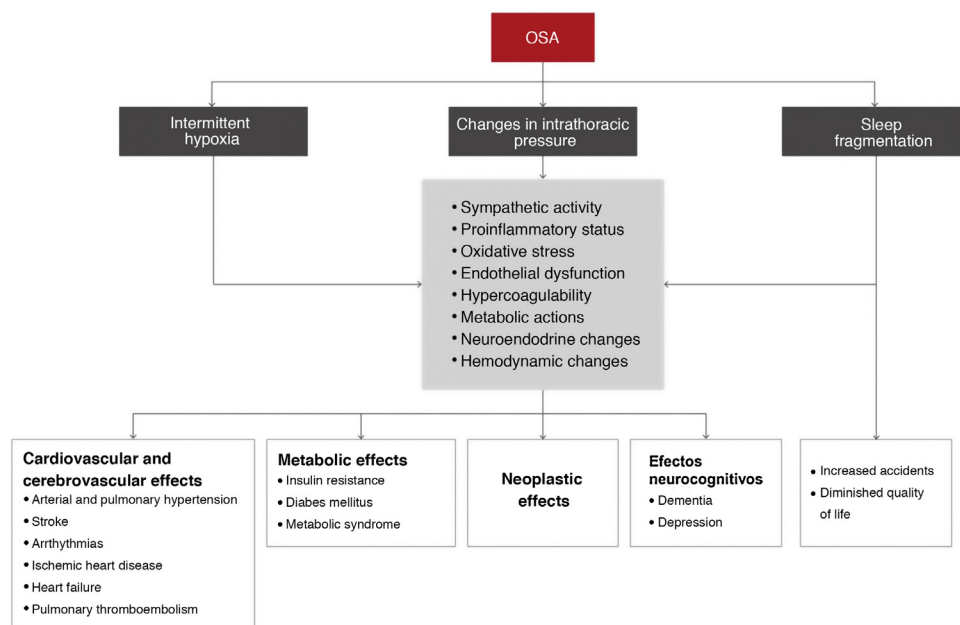 OSA
Intermittent
hypoxia
Changes in intrathoracic
pressure
Sleep
fragmentation
• Sympathetic activity
• Proinflammatory status
• Oxidative stress
• Endothelial dysfunction
• Hypercoagulability
• Metabolic actions
• Neuroendodrine changes
• Hemodynamic changes
Cardiovascular and
cerebrovascular effects
• Arterial and pulmonary hypertension
• Stroke
• Arrthythmias
• Ischemic heart disease
• Heart failure
• Pulmonary thromboembolism
Metabolic effects
• Insulin resistance
• Diabes mellitus
• Metabolic syndrome
Neoplastic
effects
Efectos
neurocognitivos
• Dementia
• Depression
• Increased accidents
• Diminished quality
of life